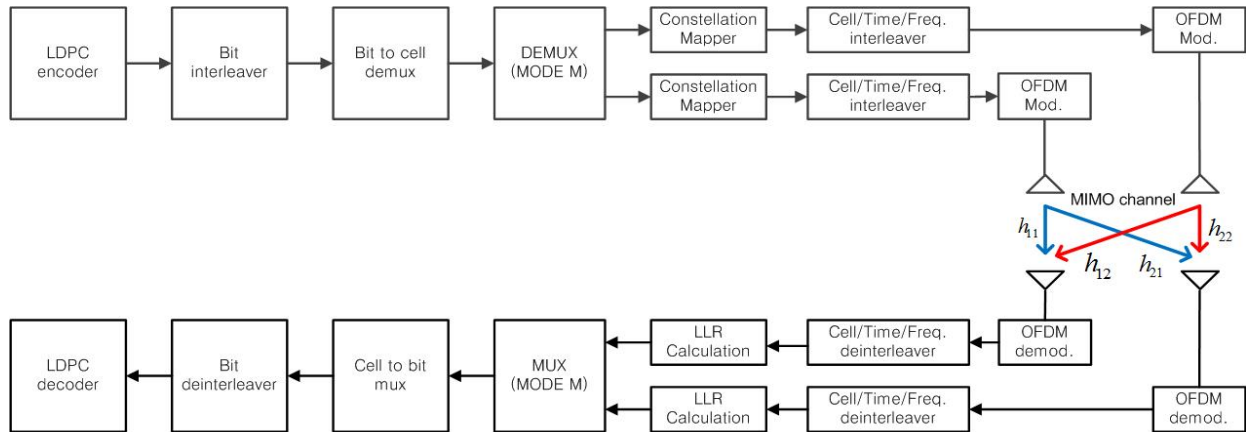 LDPC
encoder
Bit
interleaver
Bit to cell
demux
DEMUX
(MODE M)
Constellation
Mapper
Cell/Time/Freq.
interleaver
OFDM
Mod.
Constellation
Mapper
Cell/Time/Freq.
interleaver
OFDM
Mod.
MIMO channel
h11
h22
h12
h21
LDPC
decoder
Bit
deinterleaver
Cell to bit
mux
MUX
(MODE M)
LLR
Calculation
Cell/Time/Freq.
deinterleaver
OFDM
demod.
LLR
Calculation
Cell/Time/Freq.
deinterleaver
OFDM
demod.